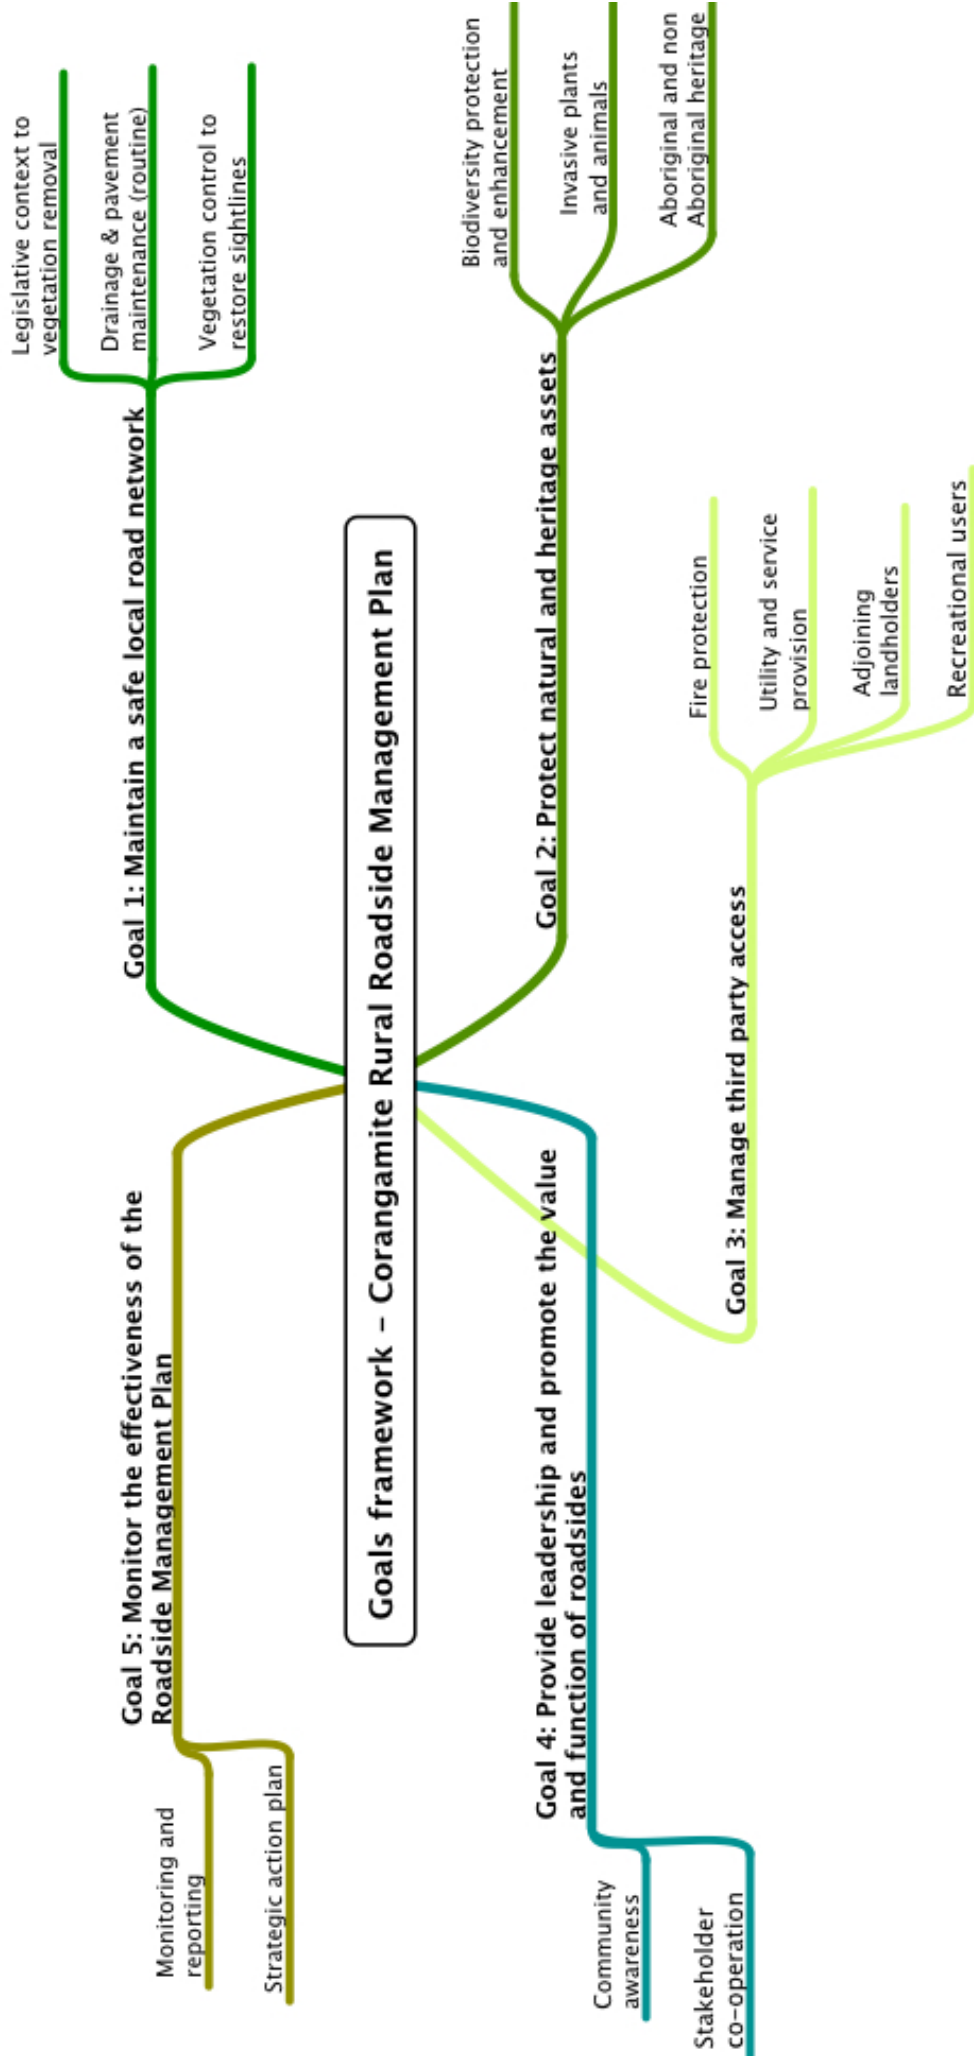 Goals framework – Corangamite Rural Roadside Management Plan
Goal 1: Maintain a safe local road network
Legislative context to
vegetation removal
Drainage & pavement
maintenance (routine)
Vegetation control to
restore sightlines
Goal 2: Protect natural and heritage assets
Biodiversity protection
and enhancement
Invasive plants
and animals
Aboriginal and non
Aboriginal heritage
Goal 3: Manage third party access
Fire protection
Utility and service
provision
Adjoining
landholders
Recreational users
Goal 4: Provide leadership and promote the value
and function of roadsides
Community
awareness
Stakeholder
co-operation
Goal 5: Monitor the effectiveness of the
Roadside Management Plan
Monitoring and
reporting
Strategic action plan